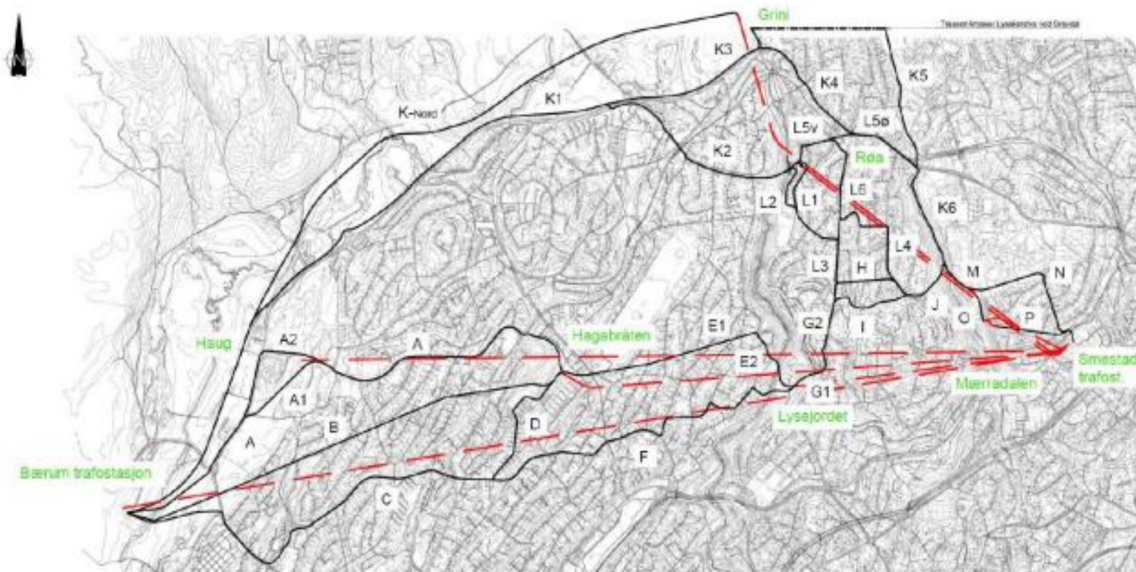 Grini
K3
K5
K4
K1
K-Nord
L5v
L5ø
K2
Røa
L6
L2
L1
K6
L4
L3
H
M
N
J
O
P
G2
I
E1
Hagabråten
A2
A
Haug
E2
Smestad
trafost.
Mærradalen
A1
G1
Lysejordet
B
D
A
F
Bærum trafostasjon
C
N